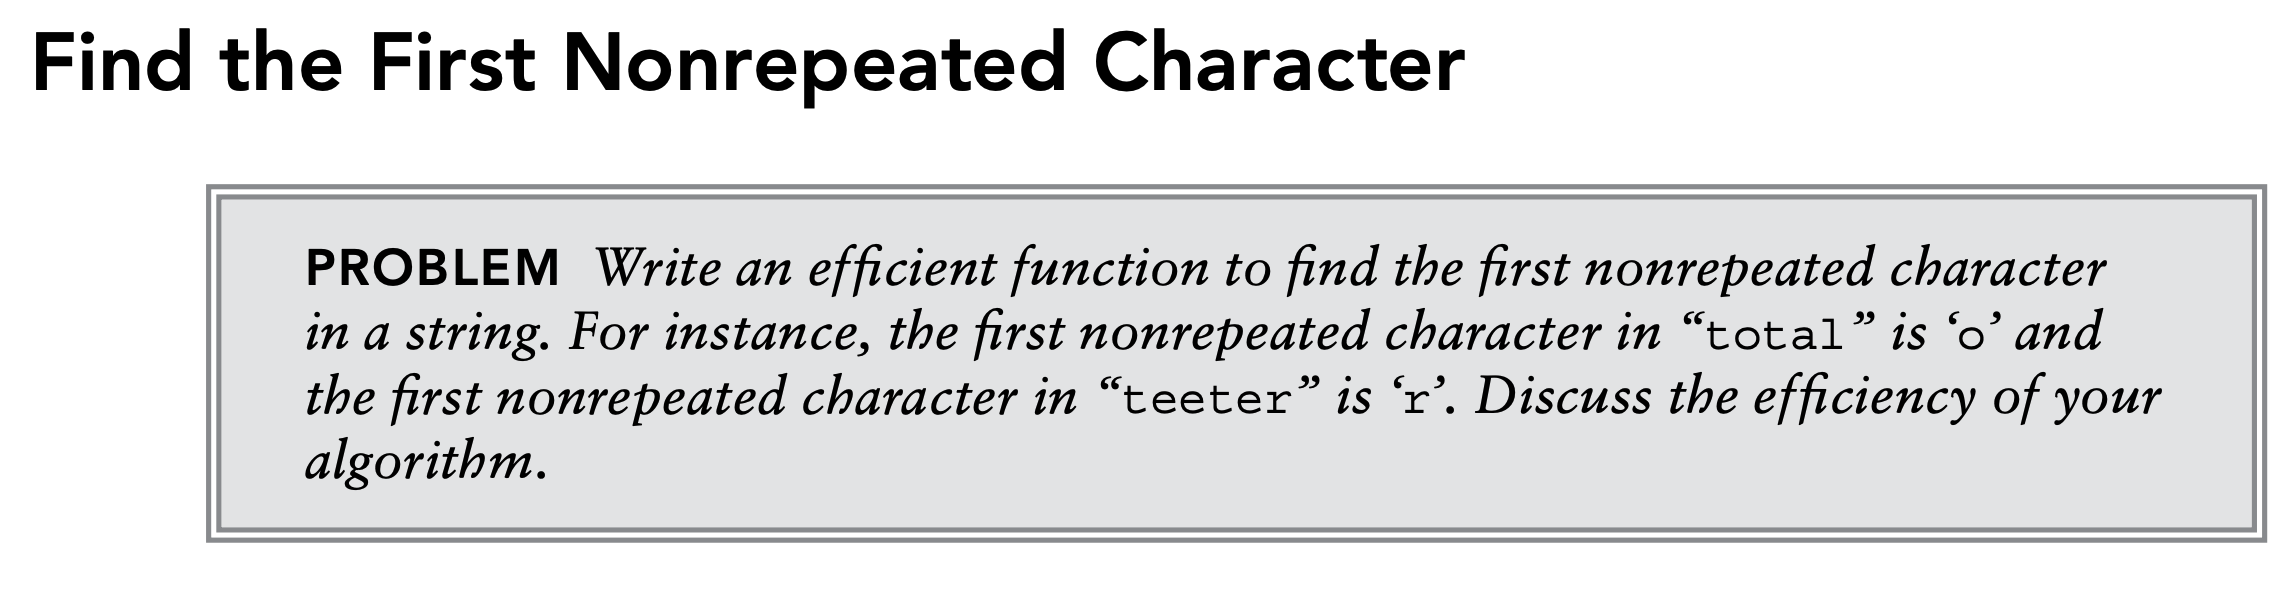 Find the First Nonrepeated Character
PROBLEM Write an efficient function to find the first nonrepeated character
in a string. For instance, the first nonrepeated character in “total” is ‘o’ and
the first nonrepeated character in “teeter” is ‘r’. Discuss the efficiency of your
algorithm.